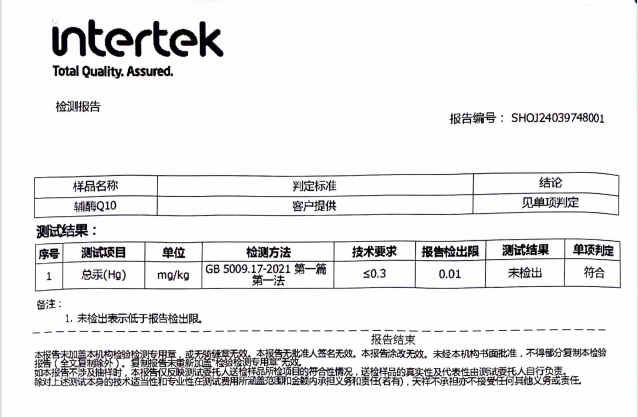 intertek
Total Quality. Assured.
检测报告
报告编号： SHOJ24039748001
样品名称 判定标准 结论
辅酶Q10 客户提供 见单项判定
测试结果：
序号 测试项目 单位 检测方法 技术要求 报告检出限 测试结果 单项判定
1 总汞(Hg) mg/kg GB 5009.17-2021 第一篇 第一法 ≤0.3 0.01 未检出 符合
备注：
1. 未检出表示低于报告检出限。
报告结束
本报告未加盖本机构检验检测专用章，或无骑缝章无效。本报告无批准人签名无效。本报告涂改无效。未经本机构书面批准，不得部分复制本检验
报告（全文复制除外）。复制报告未重新加盖"检验检测专用章"无效。
如本报告不涉及抽样时，本报告仅反映测试委托人送检样品所检项目的符合性情况，送检样品的真实性及代表性由测试委托人自行负责。
除对上述测试本身的技术适当性和专业性在测试费用所涵盖范围和金额内承担义务和责任(若有)，天祥不承担亦不接受任何其他义务或责任。